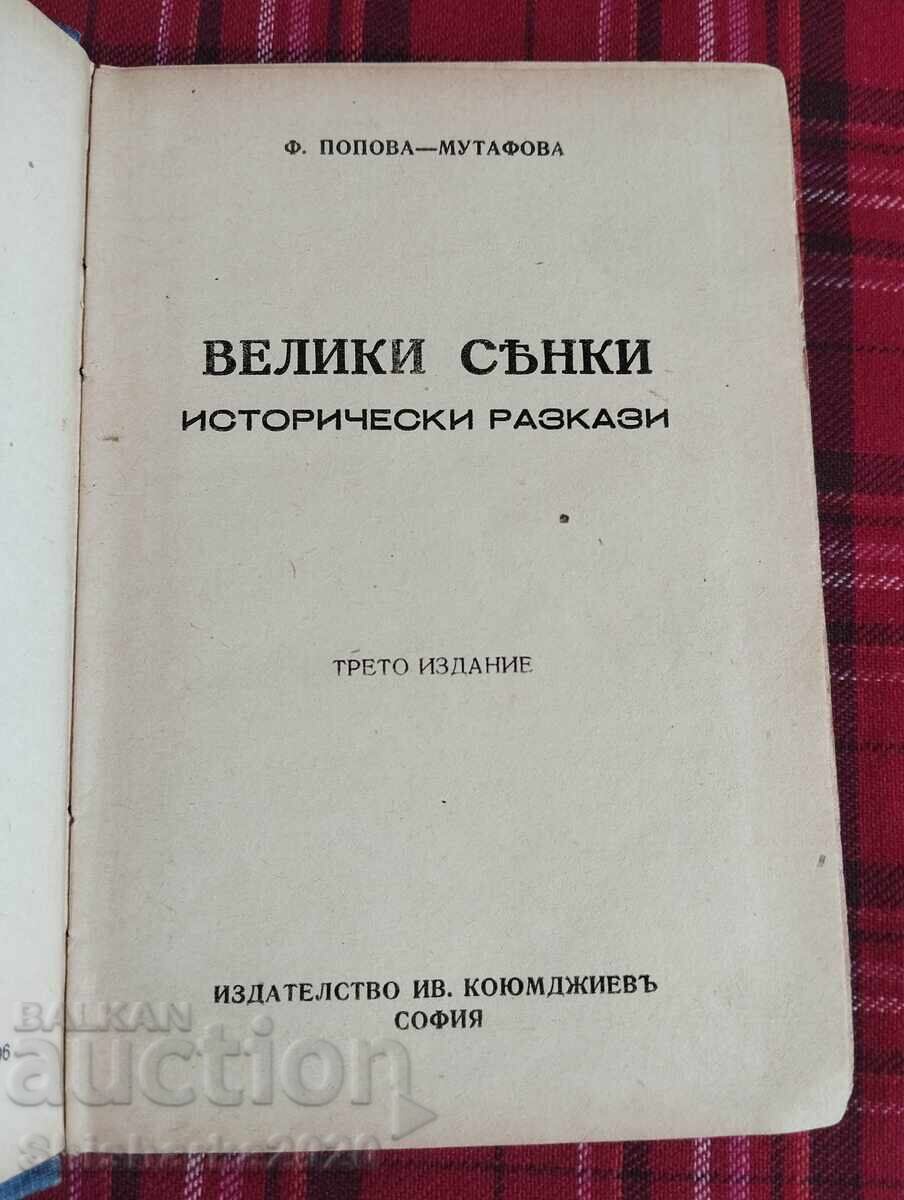 Ф. ПОПОВА—МУТАФОВА
ВЕЛИКИ СѢНКИ
ИСТОРИЧЕСКИ РАЗКАЗИ
ТРЕТО ИЗДАНИЕ
ИЗДАТЕЛСТВО ИВ. КОЮМДЖИЕВЪ
СОФИЯ
BALKAN
auction